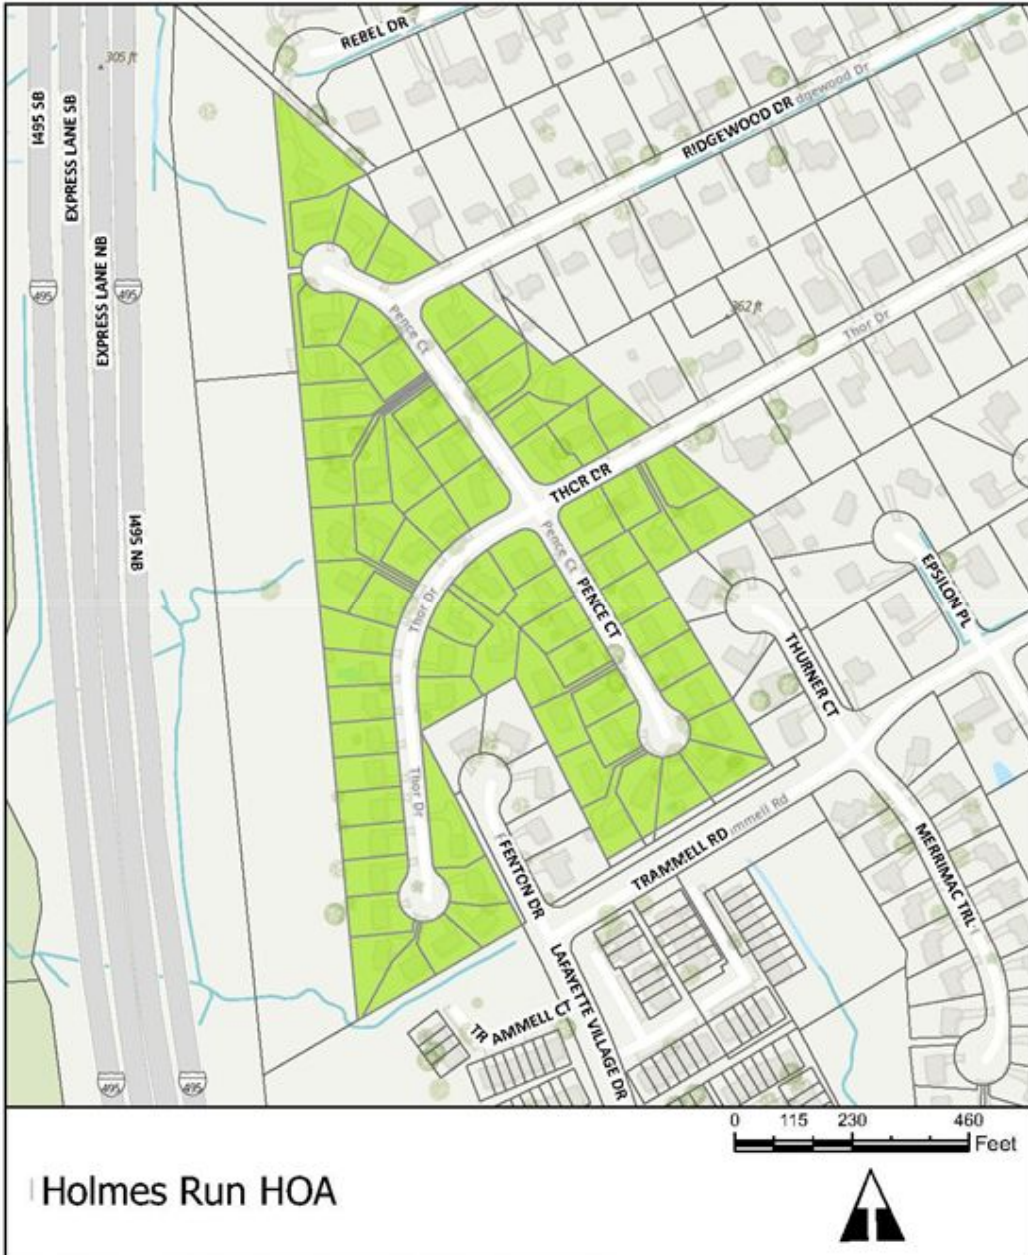 REBEL DR
305 ft
I495 SB
EXPRESS LANE SB
EXPRESS LANE NB
RIDGEWOOD DR
dgewood Dr
495
495
Pence Ct
362 ft
Thor Dr
THOR DR
I495 NB
Pence Ct
PENCE CT
Thor Dr
EPSILON PL
THURNER CT
Thor Dr
FENTON DR
TRAMMELL RD
mmell Rd
MERRIMAC TRL
LAFAYETTE VILLAGE DR
TR AMMELL CT
495
495
0 115 230 460
Feet
Holmes Run HOA